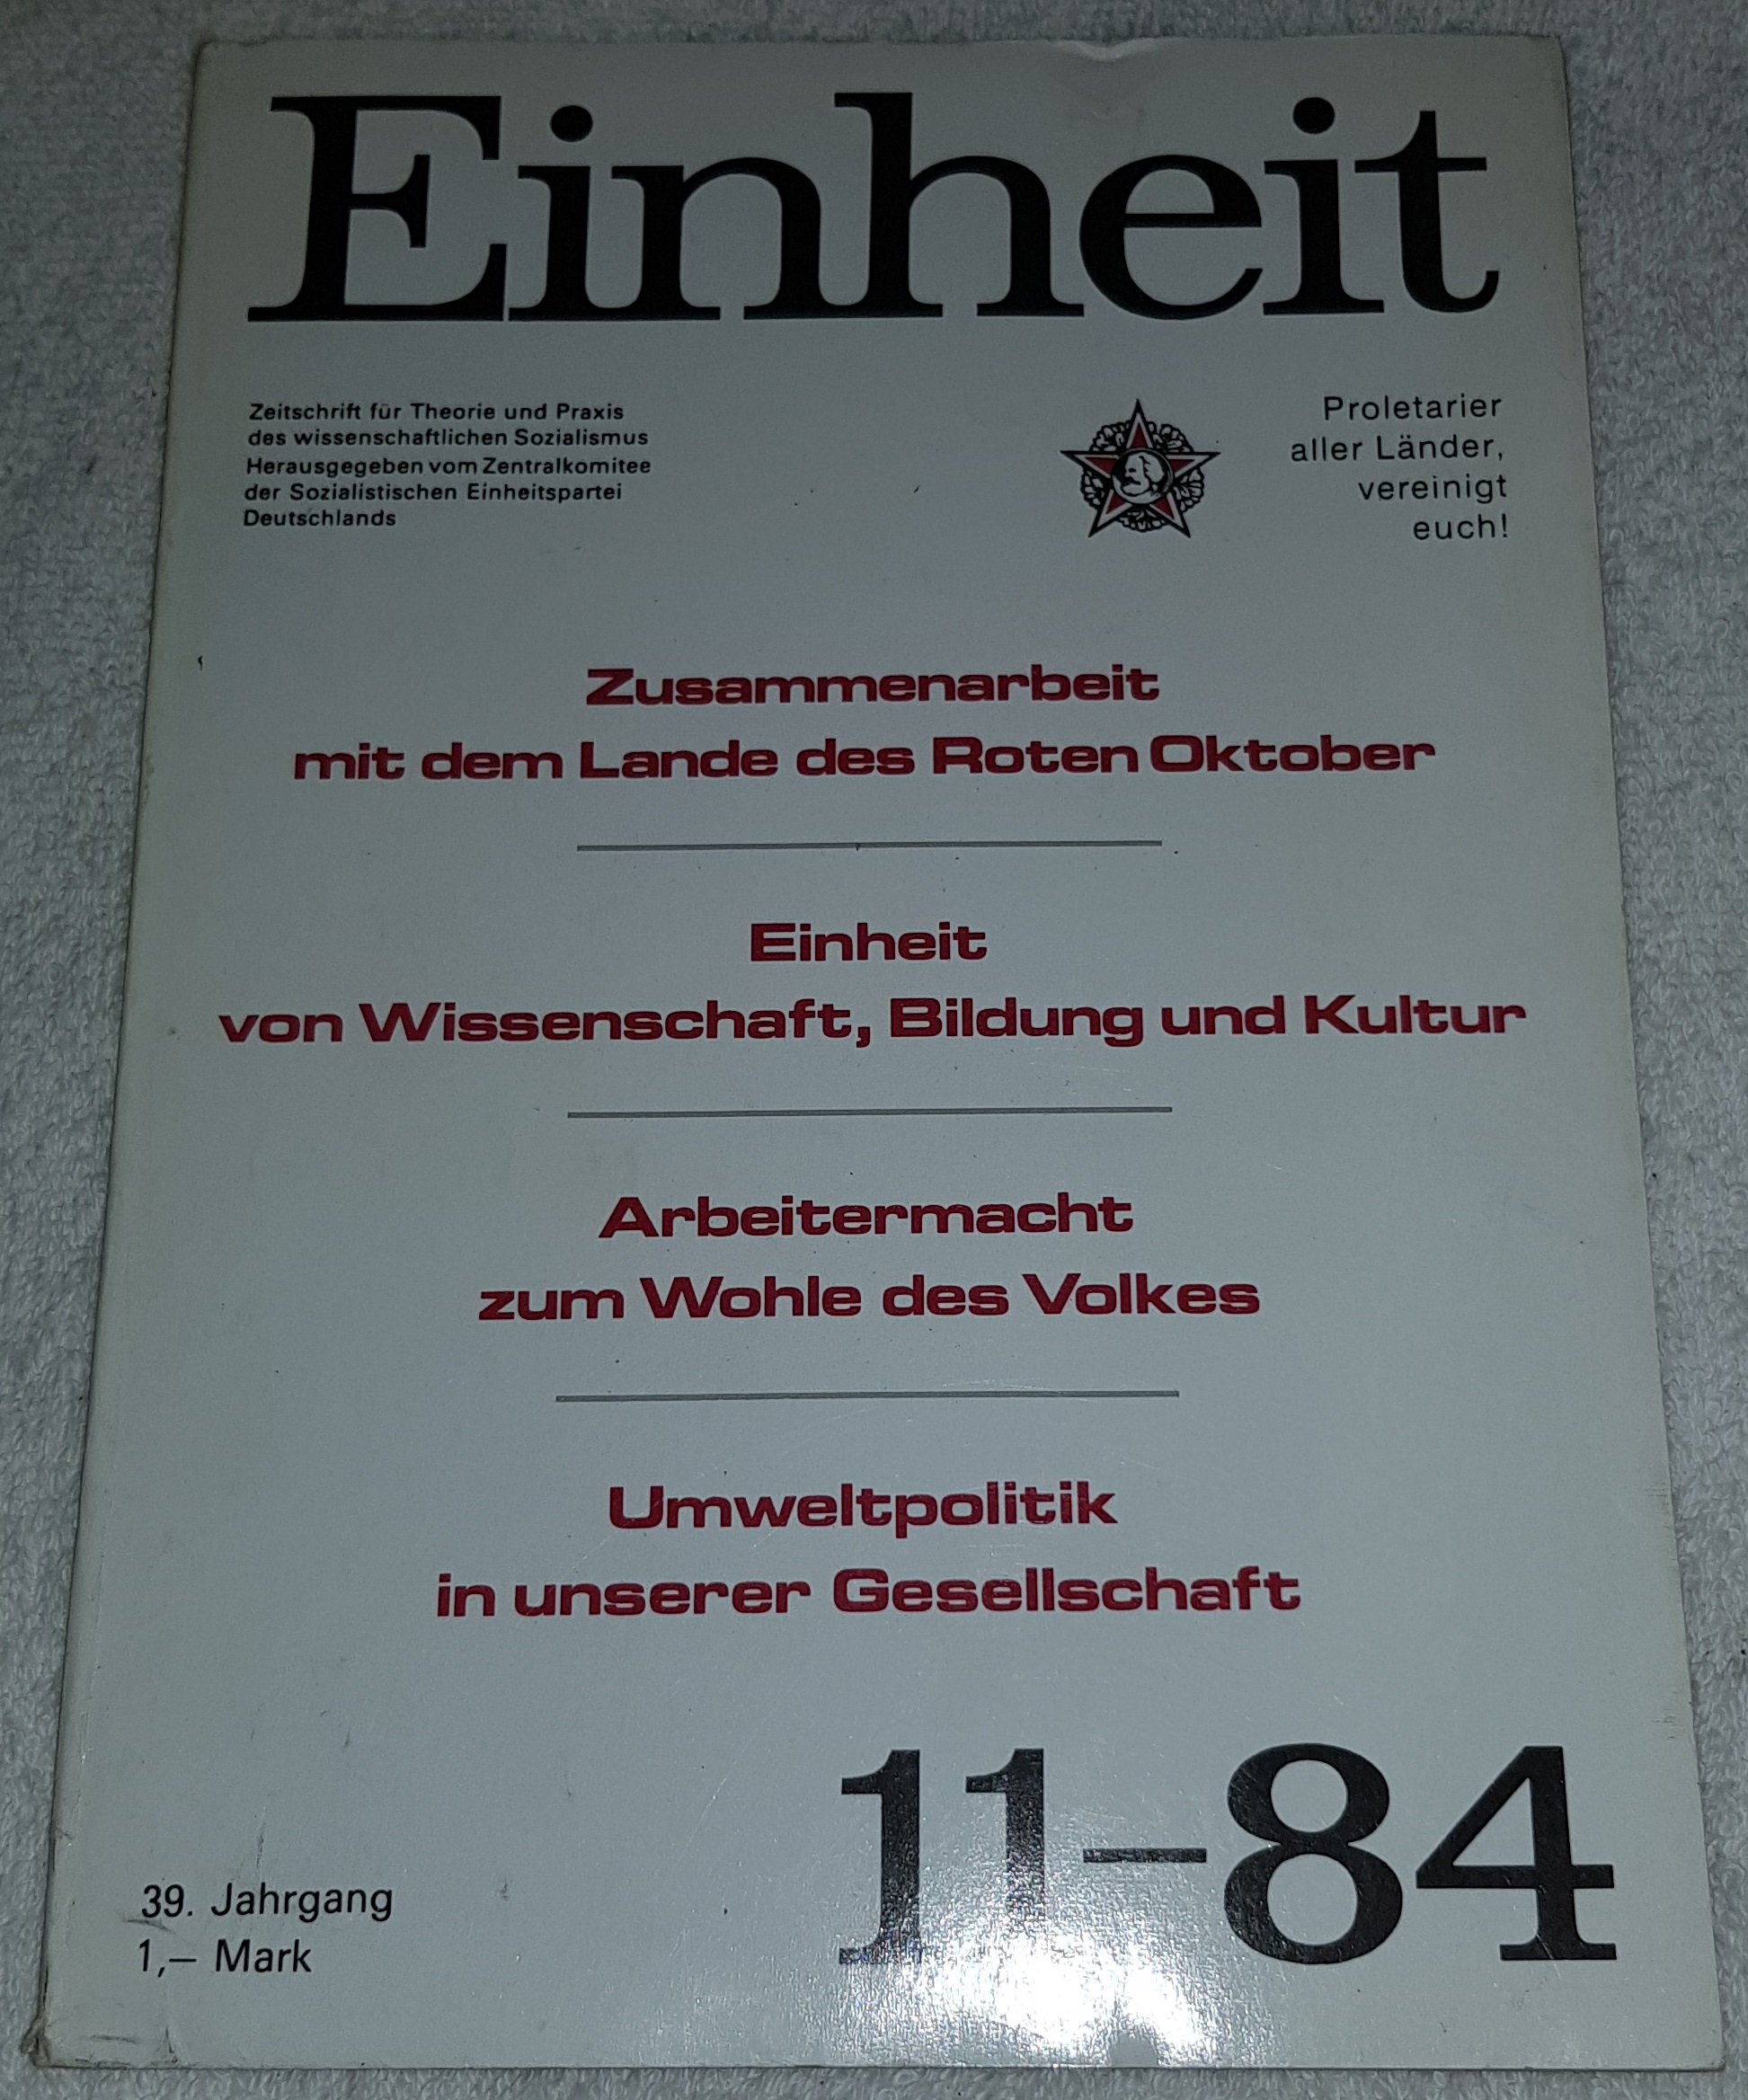 Einheit
Zeitschrift für Theorie und Praxis
des wissenschaftlichen Sozialismus
Herausgegeben vom Zentralkomitee
der Sozialistischen Einheitspartei
Deutschlands
Proletarier
aller Länder,
vereinigt
euch!
Zusammenarbeit
mit dem Lande des Roten Oktober
Einheit
von Wissenschaft, Bildung und Kultur
Arbeitermacht
zum Wohle des Volkes
Umweltpolitik
in unserer Gesellschaft
39. Jahrgang
1,– Mark
11–84